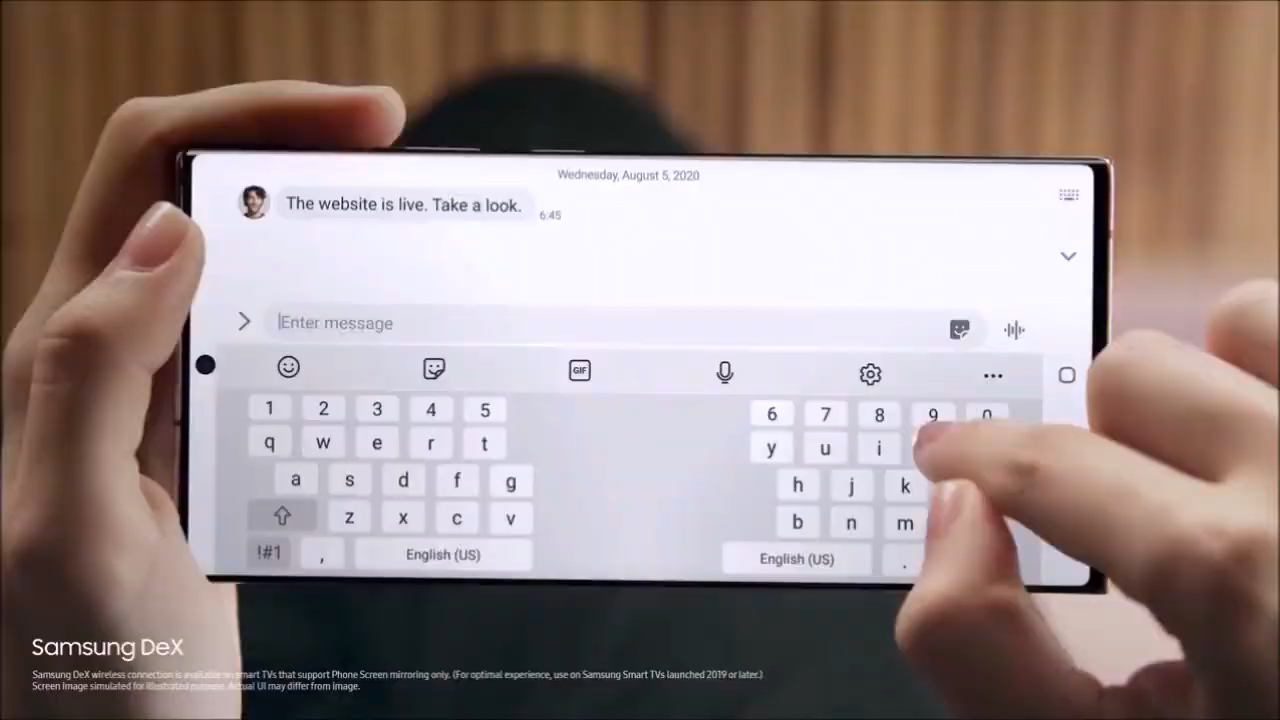 Wednesday, August 5, 2020
The website is live. Take a look.
6:45
Enter message
GIF
1 2 3 4 5 6 7 8 9 0
q w e r t y u i
a s d f g h j k
z x c v b n m
!#1 , English (US) English (US) .
Samsung DeX
Samsung DeX wireless connection is available on smart TVs that support Phone Screen mirroring only. (For optimal experience, use on Samsung Smart TVs launched 2019 or later.)
Screen Image simulated for illustrated purpose. Actual UI may differ from image.